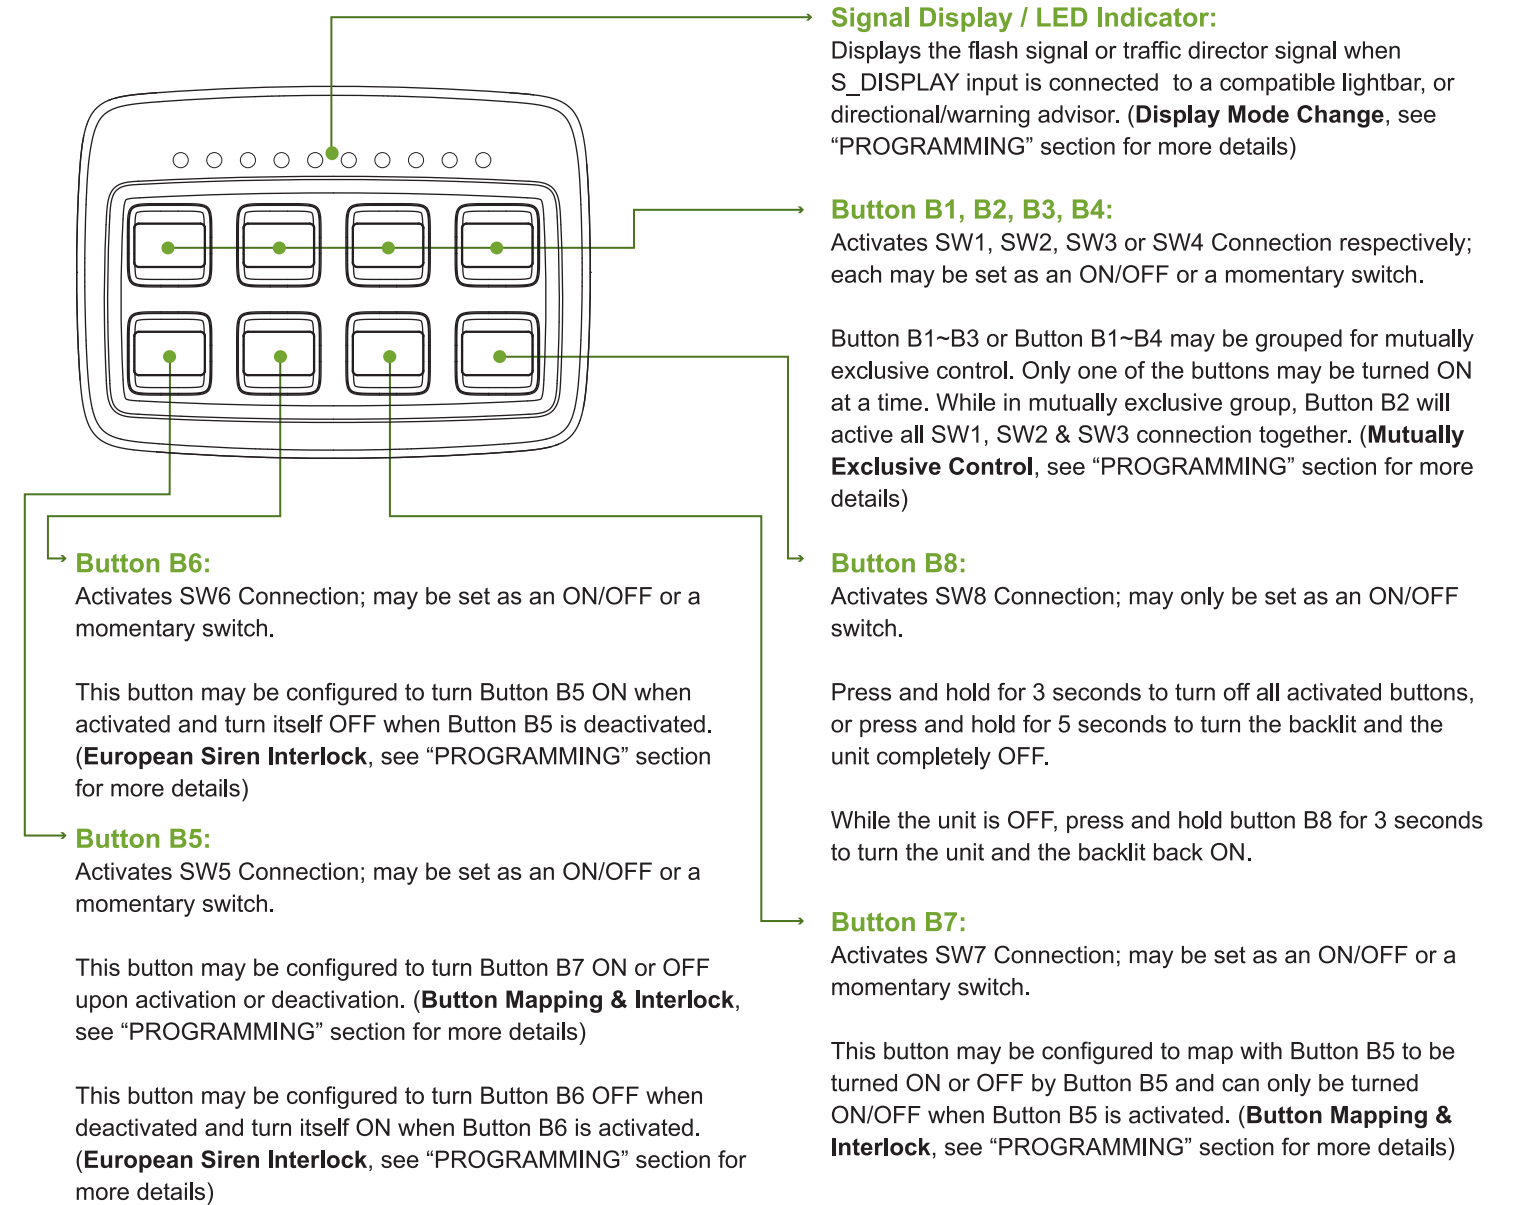 Signal Display / LED Indicator:
Displays the flash signal or traffic director signal when
S_DISPLAY input is connected  to a compatible lightbar, or
directional/warning advisor. (Display Mode Change, see
“PROGRAMMING” section for more details)
Button B1, B2, B3, B4:
Activates SW1, SW2, SW3 or SW4 Connection respectively;
each may be set as an ON/OFF or a momentary switch.
Button B1~B3 or Button B1~B4 may be grouped for mutually
exclusive control. Only one of the buttons may be turned ON
at a time. While in mutually exclusive group, Button B2 will
active all SW1, SW2 & SW3 connection together. (Mutually
Exclusive Control, see “PROGRAMMING” section for more
details)
Button B6:
Activates SW6 Connection; may be set as an ON/OFF or a
momentary switch.
This button may be configured to turn Button B5 ON when
activated and turn itself OFF when Button B5 is deactivated.
(European Siren Interlock, see “PROGRAMMING” section
for more details)
Button B5:
Activates SW5 Connection; may be set as an ON/OFF or a
momentary switch.
This button may be configured to turn Button B7 ON or OFF
upon activation or deactivation. (Button Mapping & Interlock,
see “PROGRAMMING” section for more details)
This button may be configured to turn Button B6 OFF when
deactivated and turn itself ON when Button B6 is activated.
(European Siren Interlock, see “PROGRAMMING” section for
more details)
Button B8:
Activates SW8 Connection; may only be set as an ON/OFF
switch.
Press and hold for 3 seconds to turn off all activated buttons,
or press and hold for 5 seconds to turn the backlit and the
unit completely OFF.
While the unit is OFF, press and hold button B8 for 3 seconds
to turn the unit and the backlit back ON.
Button B7:
Activates SW7 Connection; may be set as an ON/OFF or a
momentary switch.
This button may be configured to map with Button B5 to be
turned ON or OFF by Button B5 and can only be turned
ON/OFF when Button B5 is activated. (Button Mapping &
Interlock, see “PROGRAMMING” section for more details)